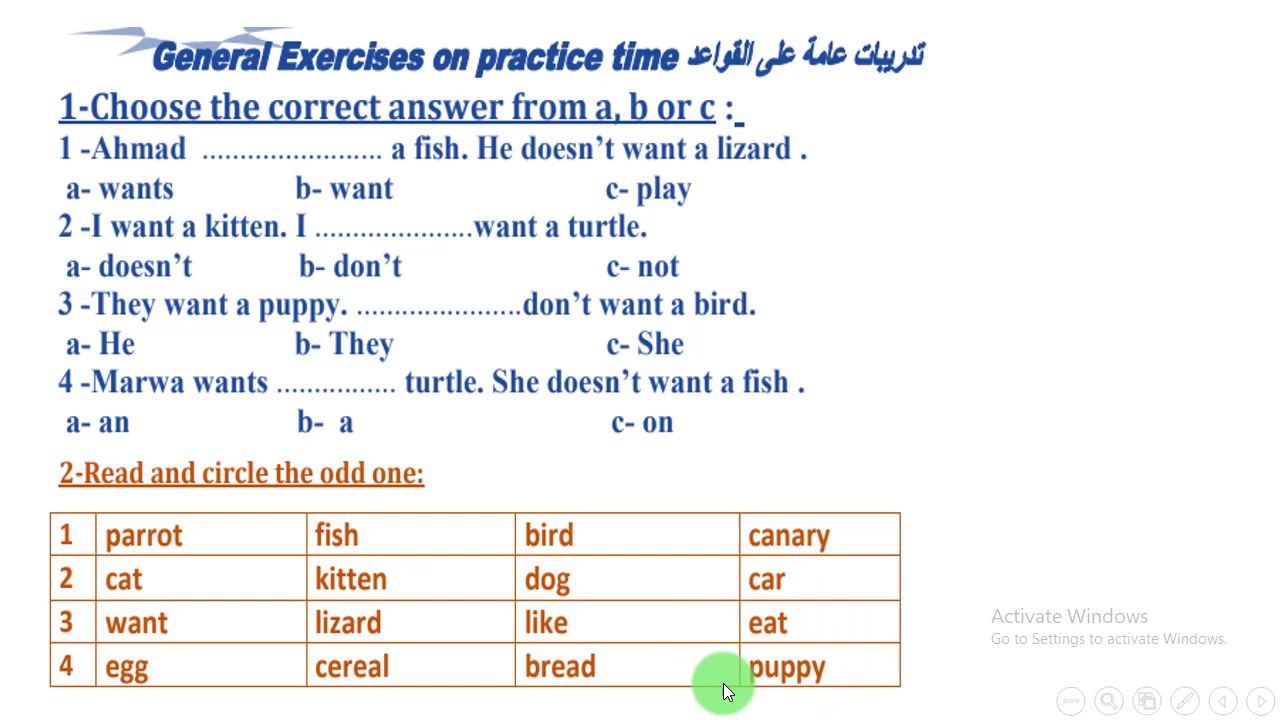 General Exercises on practice time تدريبات عامة على القواعد
1-Choose the correct answer from a, b or c :
1 -Ahmad ........................ a fish. He doesn’t want a lizard .
a- wants b- want c- play
2 -I want a kitten. I .....................want a turtle.
a- doesn’t b- don’t c- not
3 -They want a puppy. ......................don’t want a bird.
a- He b- They c- She
4 -Marwa wants ................ turtle. She doesn’t want a fish .
a- an b- a c- on
2-Read and circle the odd one:
1 parrot fish bird canary
2 cat kitten dog car
3 want lizard like eat
4 egg cereal bread puppy
Activate Windows
Go to Settings to activate Windows.